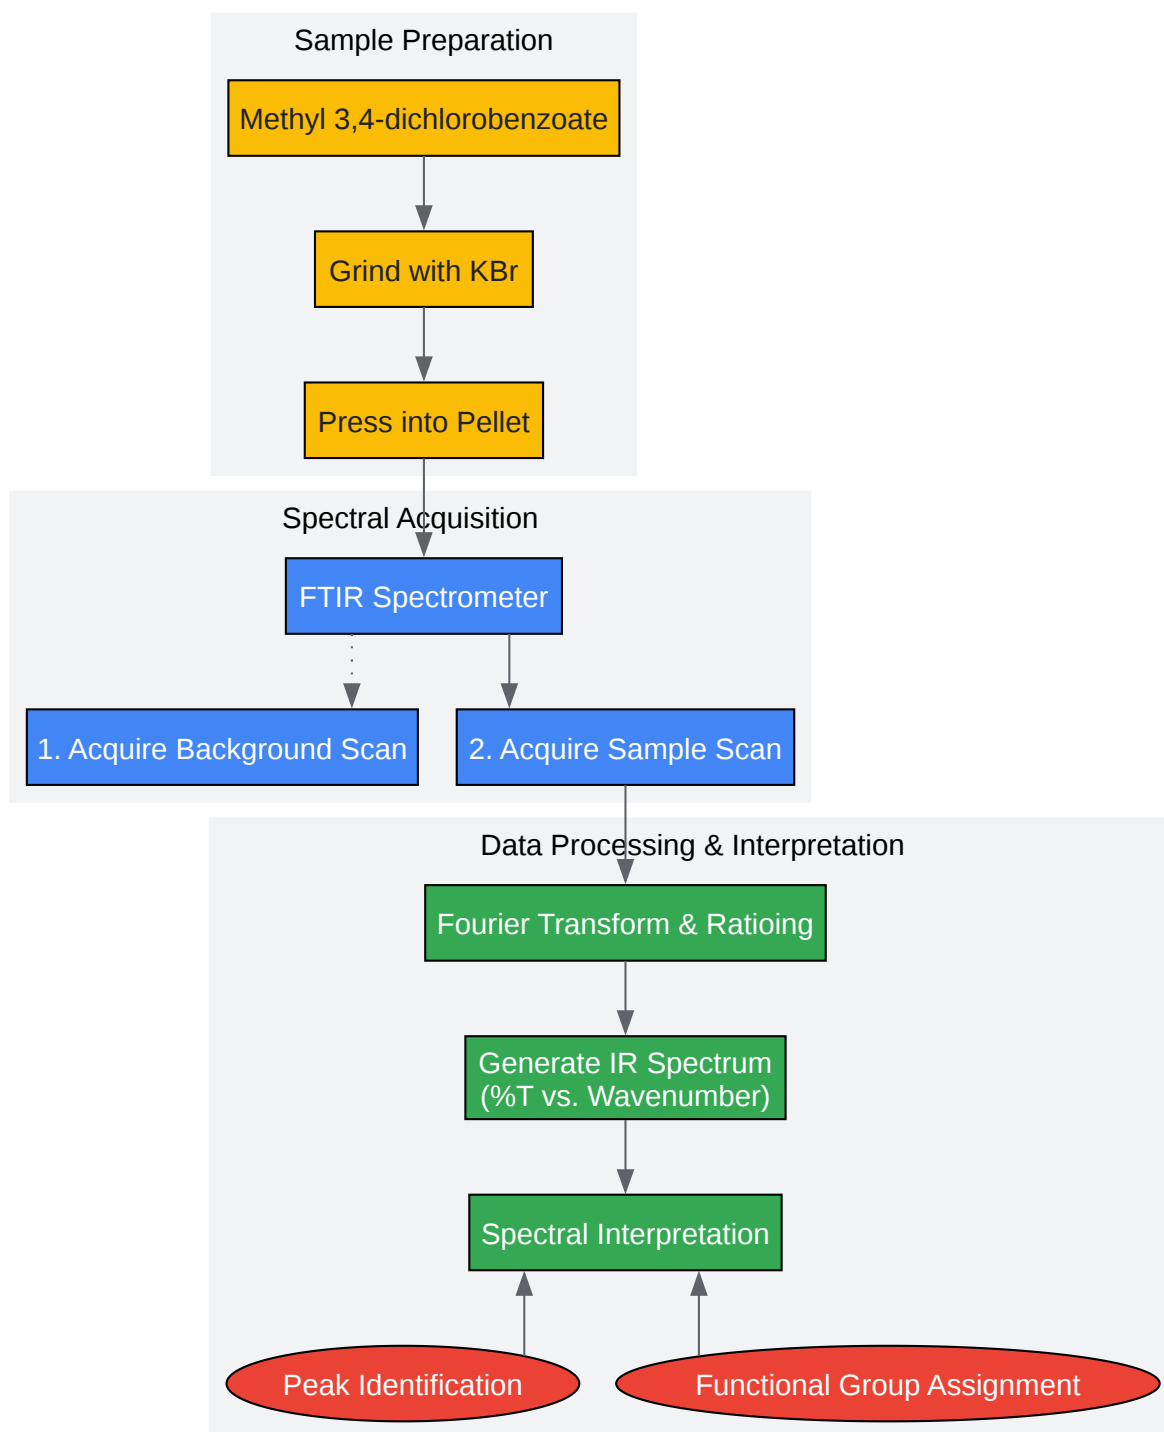 Sample Preparation
Methyl 3,4-dichlorobenzoate
Grind with KBr
Press into Pellet
Spectral Acquisition
FTIR Spectrometer
1. Acquire Background Scan
2. Acquire Sample Scan
Data Processing & Interpretation
Fourier Transform & Ratioing
Generate IR Spectrum
(%T vs. Wavenumber)
Spectral Interpretation
Peak Identification
Functional Group Assignment